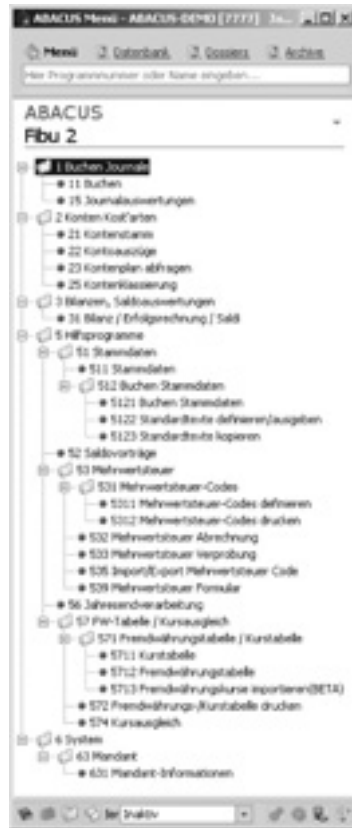 ABACUS Menü - ABACUS-DEMO [7777]
Menü Datenbank Dossiers Archive
Hier Programmnummer oder Name eingeben...
ABACUS
Fibu 2
1 Buchen Journale
11 Buchen
15 Journalauswertungen
2 Konten Kost'arten
21 Kontenstamm
22 Kontoauszüge
23 Kontenplan abfragen
25 Kontenklassierung
3 Bilanzen, Saldoauswertungen
31 Bilanz / Erfolgsrechnung / Saldi
5 Hilfsprogramme
51 Stammdaten
511 Stammdaten
512 Buchen Stammdaten
5121 Buchen Stammdaten
5122 Standardtexte definieren/ausgeben
5123 Standardtexte kopieren
52 Saldovorträge
53 Mehrwertsteuer
531 Mehrwertsteuer-Codes
5311 Mehrwertsteuer-Codes definieren
5312 Mehrwertsteuer-Codes drucken
532 Mehrwertsteuer Abrechnung
533 Mehrwertsteuer Verprobung
535 Import/Export Mehrwertsteuer Code
539 Mehrwertsteuer Formular
56 Jahresendverarbeitung
57 FW-Tabelle / Kursausgleich
571 Fremdwährungstabelle / Kurstabelle
5711 Kurstabelle
5712 Fremdwährungstabelle
5713 Fremdwährungskurse importieren(BETA)
572 Fremdwährungs-/Kurstabelle drucken
574 Kursausgleich
6 System
63 Mandant
631 Mandant-Informationen
Inaktiv